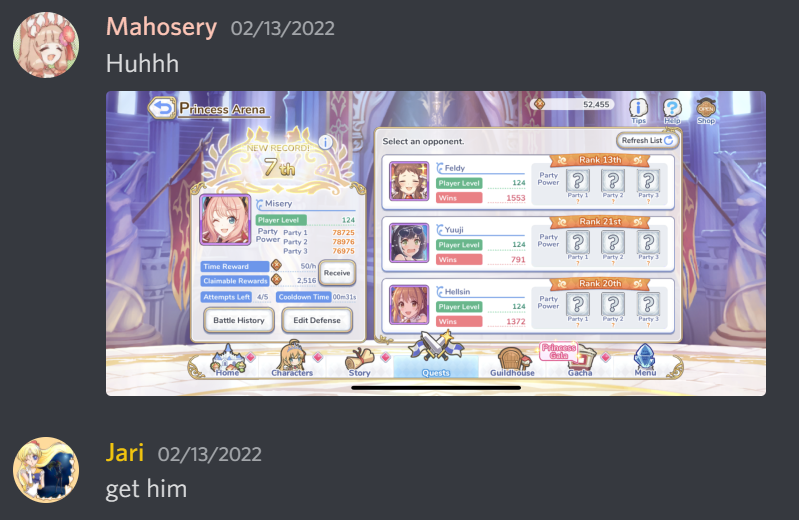 Mahosery 02/13/2022
Huhhh
Princess Arena
52,455
Tips
Help
OPEN
Shop
NEW RECORD!
7th
i
Misery
Player Level 124
Party Power
Party 1 78725
Party 2 78976
Party 3 76975
Time Reward 50/h
Claimable Rewards 2,516
Receive
Attempts Left 4/5 Cooldown Time 00m31s
Battle History
Edit Defense
Select an opponent.
Refresh List
Rank 13th
Feldy
Player Level 124
Wins 1553
Party Power
? ? ?
Party 1 Party 2 Party 3
? ? ?
Rank 21st
Yuuji
Player Level 124
Wins 791
Party Power
? ? ?
Party 1 Party 2 Party 3
? ? ?
Rank 20th
Hellsin
Player Level 124
Wins 1372
Party Power
? ? ?
Party 1 Party 2 Party 3
? ? ?
Princess Gala
Home Characters Story Quests Guildhouse Gacha Menu
Jari 02/13/2022
get him